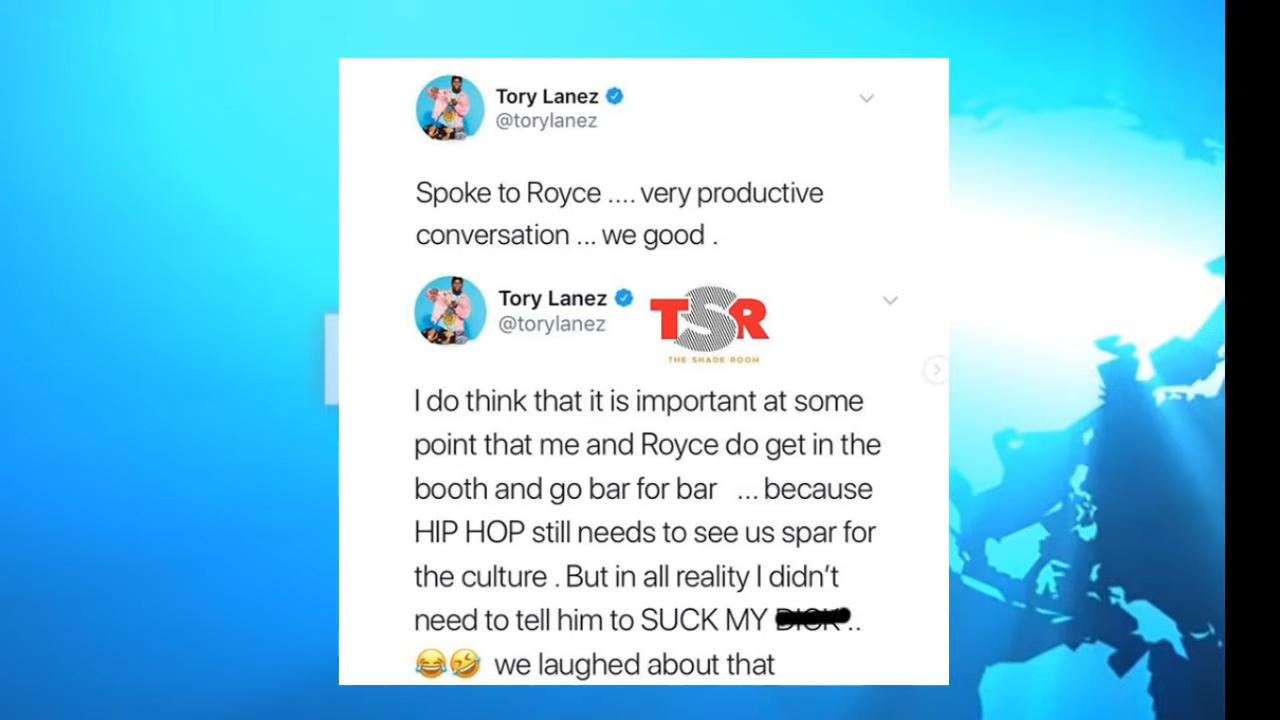 Tory Lanez
@torylanez
Spoke to Royce .... very productive
conversation ... we good .
Tory Lanez
@torylanez
TSR
THE SHADE ROOM
I do think that it is important at some
point that me and Royce do get in the
booth and go bar for bar ... because
HIP HOP still needs to see us spar for
the culture . But in all reality I didn't
need to tell him to SUCK MY DICK ..
😂🤣 we laughed about that